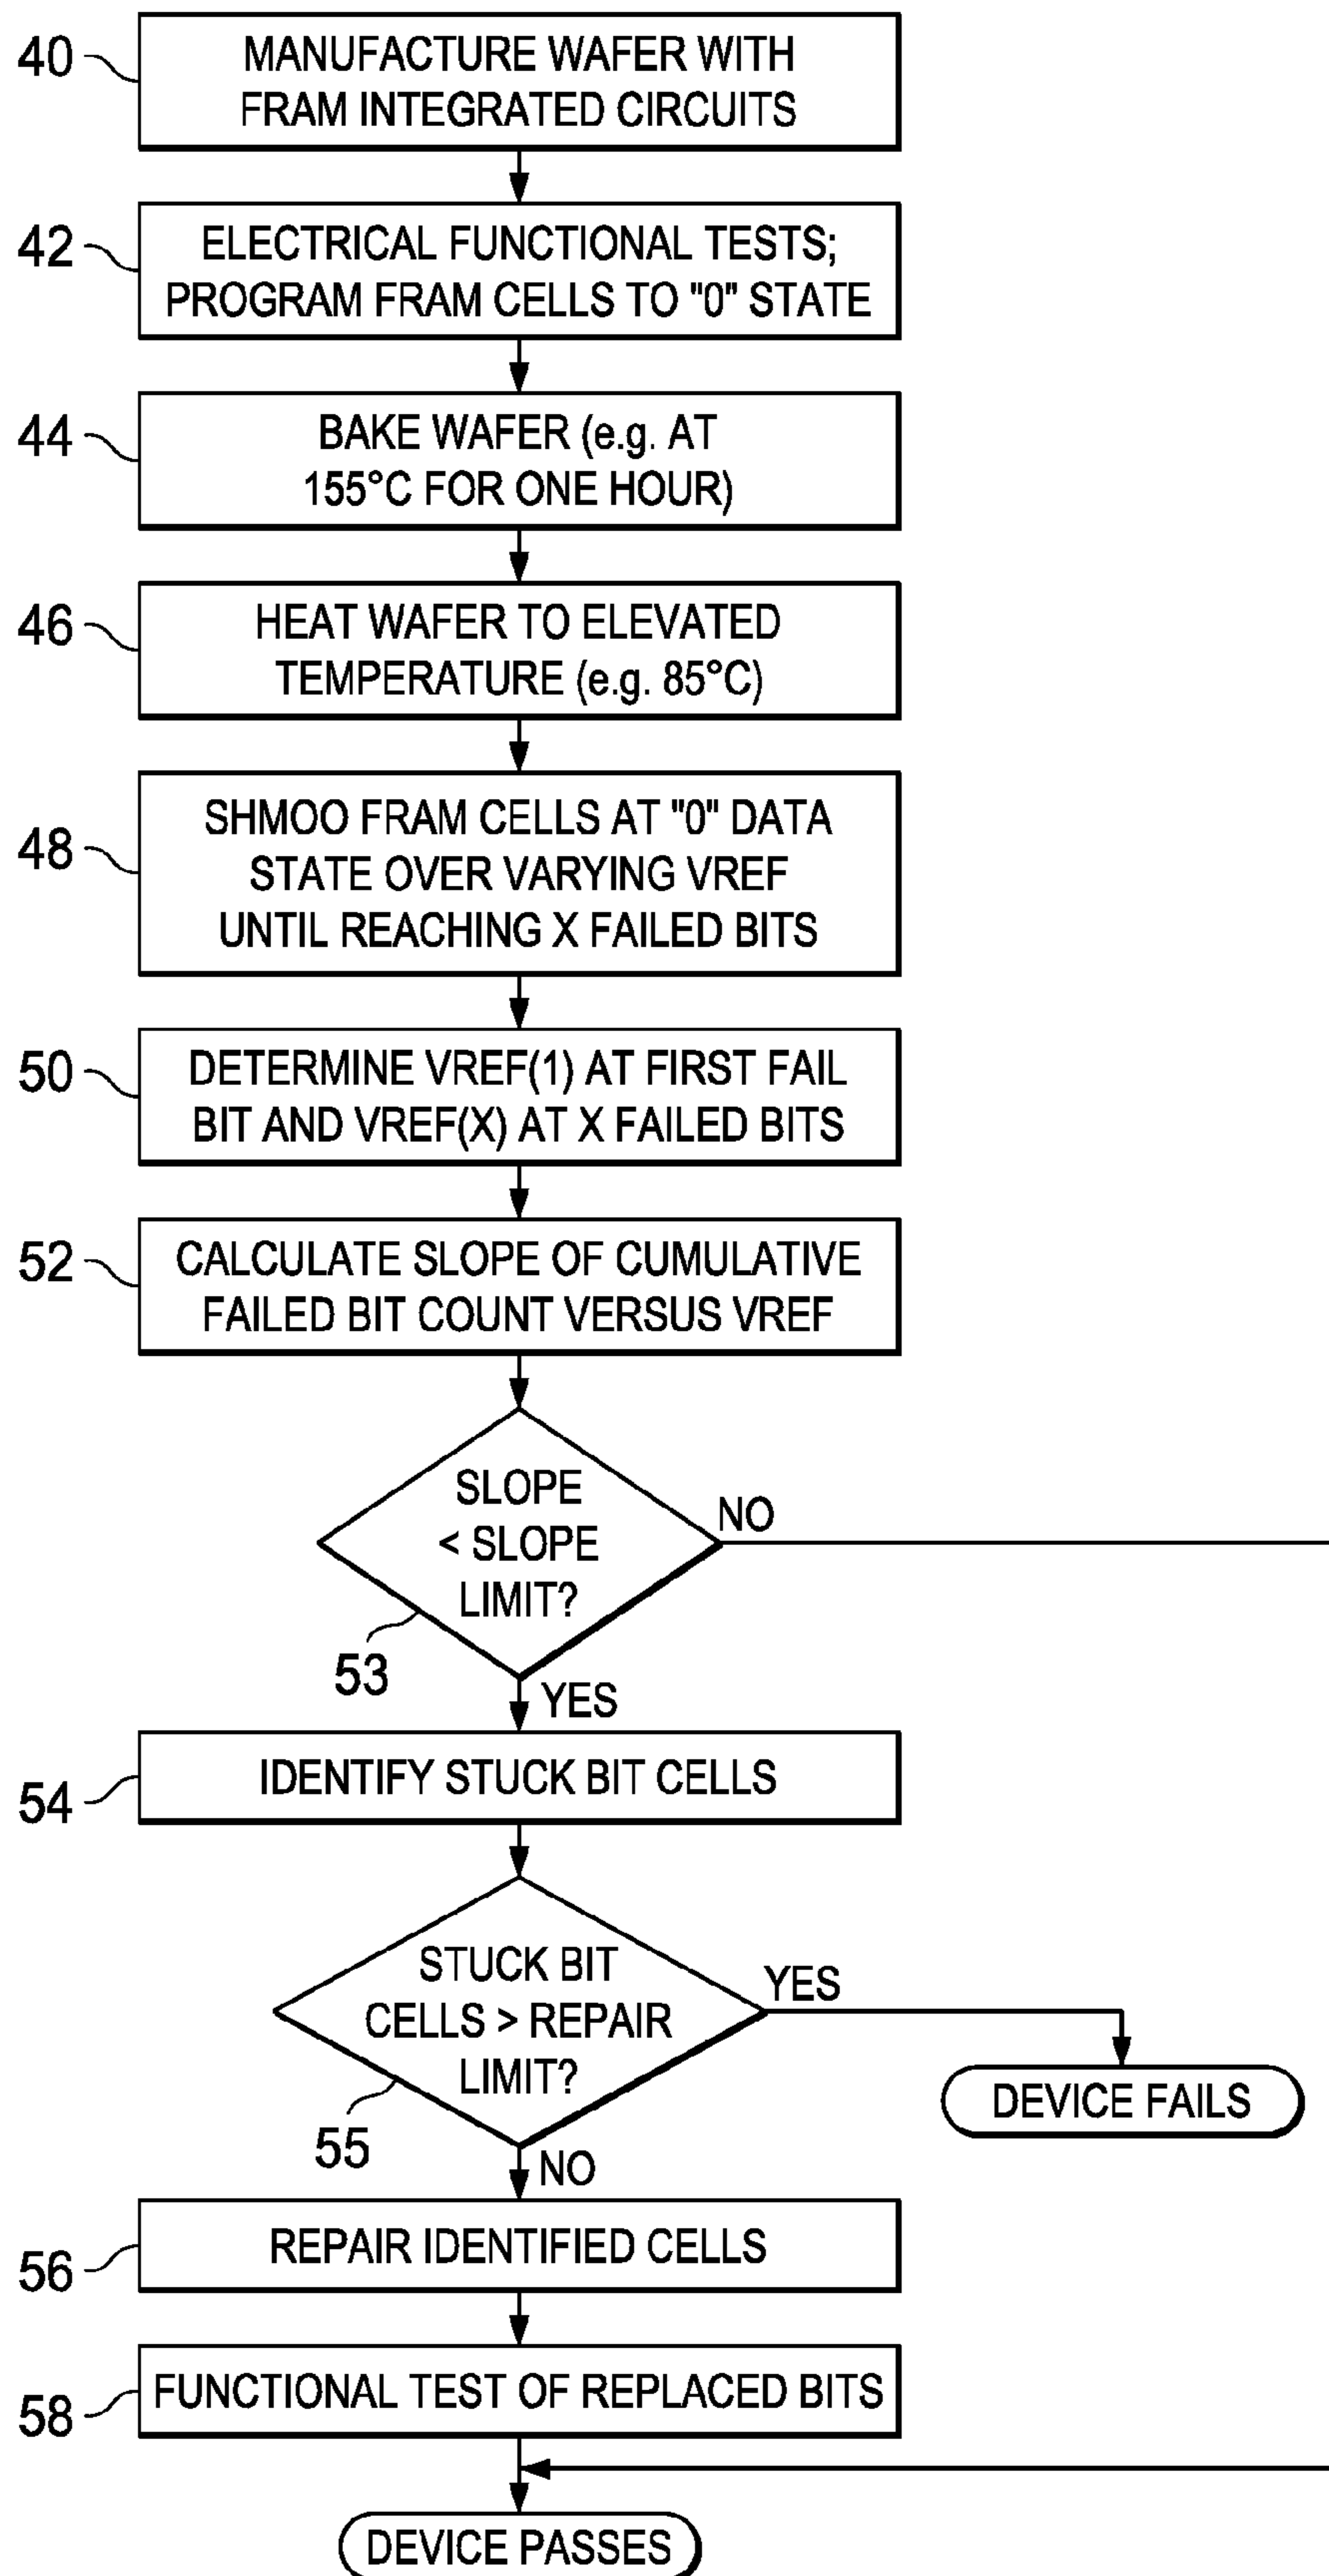 40
MANUFACTURE WAFER WITH
FRAM INTEGRATED CIRCUITS
42
ELECTRICAL FUNCTIONAL TESTS;
PROGRAM FRAM CELLS TO "0" STATE
44
BAKE WAFER (e.g. AT
155°C FOR ONE HOUR)
46
HEAT WAFER TO ELEVATED
TEMPERATURE (e.g. 85°C)
48
SHMOO FRAM CELLS AT "0" DATA
STATE OVER VARYING VREF
UNTIL REACHING X FAILED BITS
50
DETERMINE VREF(1) AT FIRST FAIL
BIT AND VREF(X) AT X FAILED BITS
52
CALCULATE SLOPE OF CUMULATIVE
FAILED BIT COUNT VERSUS VREF
SLOPE
< SLOPE
LIMIT?
NO
53
YES
54
IDENTIFY STUCK BIT CELLS
STUCK BIT
CELLS > REPAIR
LIMIT?
YES
DEVICE FAILS
55
NO
56
REPAIR IDENTIFIED CELLS
58
FUNCTIONAL TEST OF REPLACED BITS
DEVICE PASSES